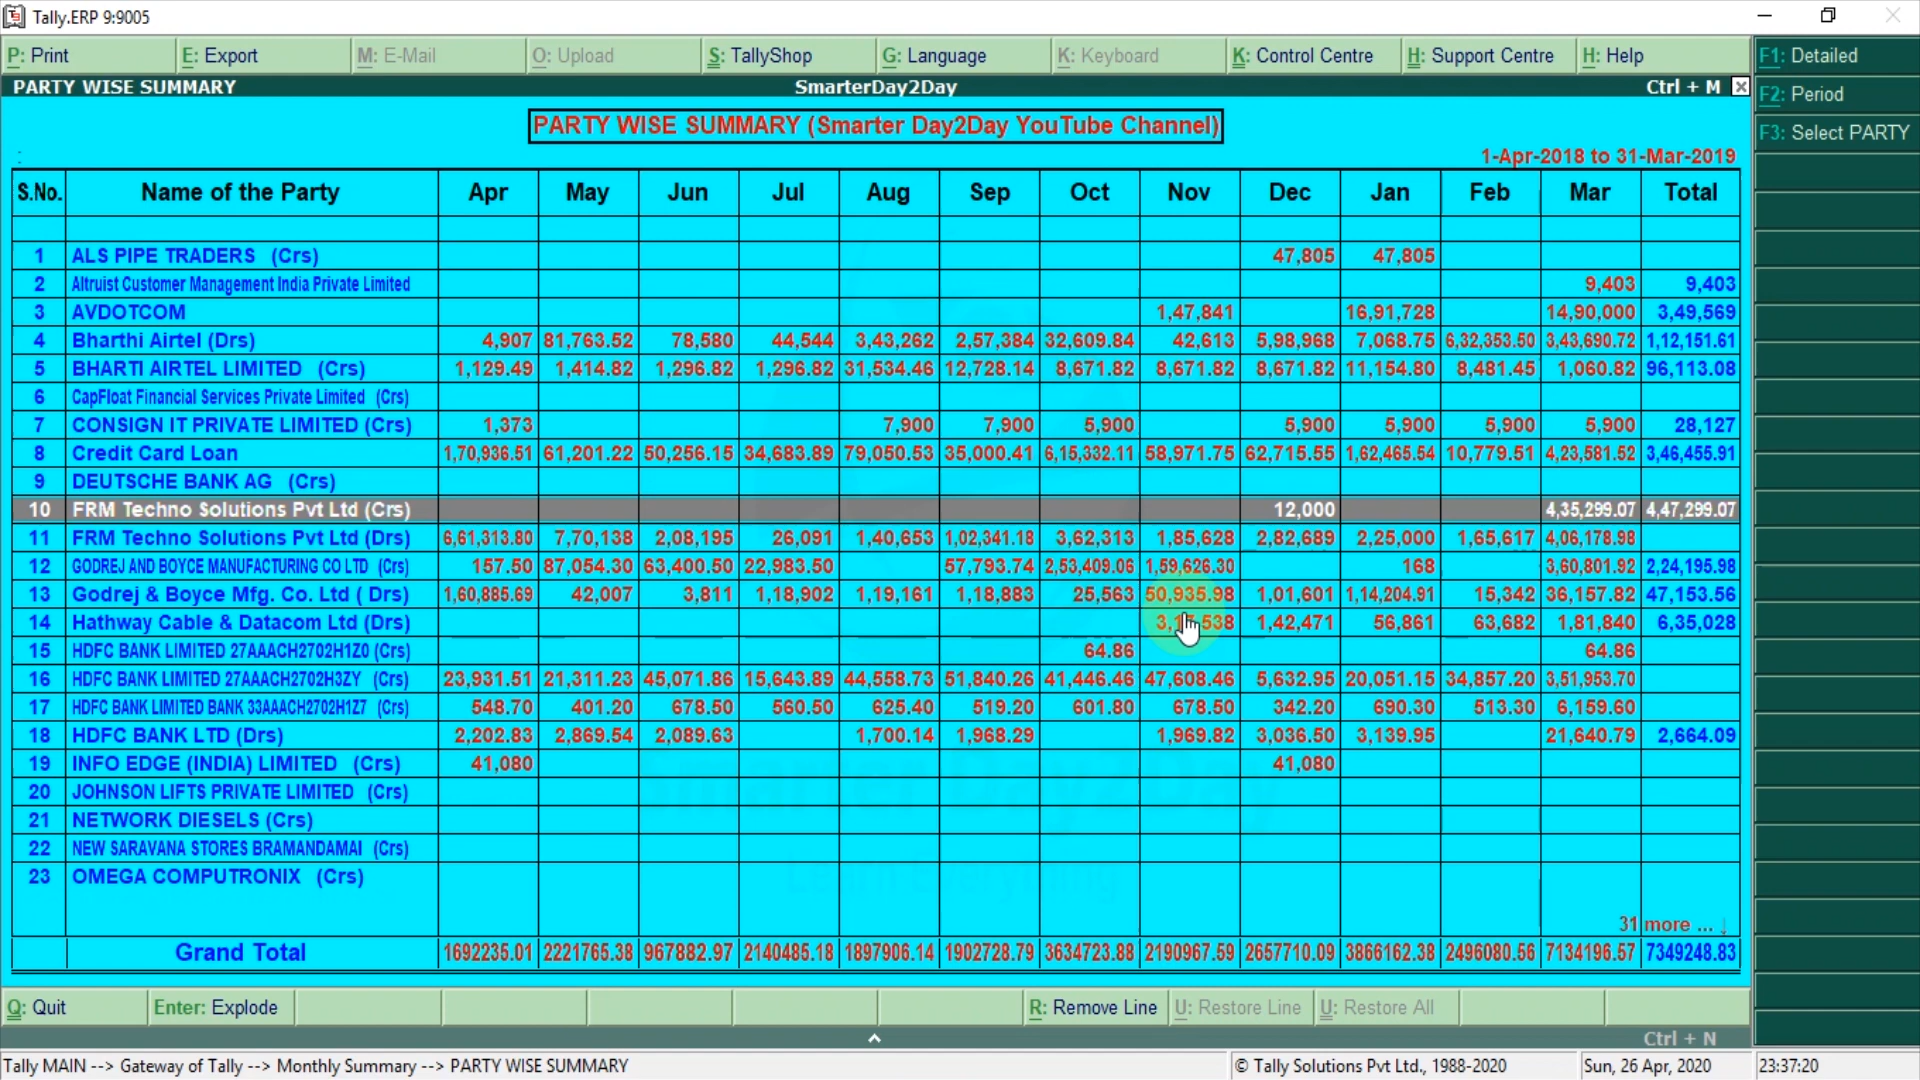 Tally.ERP 9:9005
P: Print E: Export M: E-Mail O: Upload S: TallyShop G: Language K: Keyboard K: Control Centre H: Support Centre H: Help F1: Detailed
PARTY WISE SUMMARY SmarterDay2Day Ctrl + M
F2: Period
PARTY WISE SUMMARY (Smarter Day2Day YouTube Channel)
F3: Select PARTY
1-Apr-2018 to 31-Mar-2019
S.No. Name of the Party Apr May Jun Jul Aug Sep Oct Nov Dec Jan Feb Mar Total
1 ALS PIPE TRADERS (Crs) 47,805 47,805
2 Altruist Customer Management India Private Limited 9,403 9,403
3 AVDOTCOM 1,47,841 16,91,728 14,90,000 3,49,569
4 Bharthi Airtel (Drs) 4,907 81,763.52 78,580 44,544 3,43,262 2,57,384 32,609.84 42,613 5,98,968 7,068.75 6,32,353.50 3,43,690.72 1,12,151.61
5 BHARTI AIRTEL LIMITED (Crs) 1,129.49 1,414.82 1,296.82 1,296.82 31,534.46 12,728.14 8,671.82 8,671.82 8,671.82 11,154.80 8,481.45 1,060.82 96,113.08
6 CapFloat Financial Services Private Limited (Crs)
7 CONSIGN IT PRIVATE LIMITED (Crs) 1,373 7,900 7,900 5,900 5,900 5,900 5,900 5,900 28,127
8 Credit Card Loan 1,70,936.51 61,201.22 50,256.15 34,683.89 79,050.53 35,000.41 6,15,332.11 58,971.75 62,715.55 1,62,465.54 10,779.51 4,23,581.52 3,46,455.91
9 DEUTSCHE BANK AG (Crs)
10 FRM Techno Solutions Pvt Ltd (Crs) 12,000 4,35,299.07 4,47,299.07
11 FRM Techno Solutions Pvt Ltd (Drs) 6,61,313.80 7,70,138 2,08,195 26,091 1,40,653 1,02,341.18 3,62,313 1,85,628 2,82,689 2,25,000 1,65,617 4,06,178.98
12 GODREJ AND BOYCE MANUFACTURING CO LTD (Crs) 157.50 87,054.30 63,400.50 22,983.50 57,793.74 2,53,409.06 1,59,626.30 168 3,60,801.92 2,24,195.98
13 Godrej & Boyce Mfg. Co. Ltd ( Drs) 1,60,885.69 42,007 3,811 1,18,902 1,19,161 1,18,883 25,563 50,935.98 1,01,601 1,14,204.91 15,342 36,157.82 47,153.56
14 Hathway Cable & Datacom Ltd (Drs) 1,42,471 56,861 63,682 1,81,840 6,35,028
15 HDFC BANK LIMITED 27AAACH2702H1Z0 (Crs) 64.86 64.86
16 HDFC BANK LIMITED 27AAACH2702H3ZY (Crs) 23,931.51 21,311.23 45,071.86 15,643.89 44,558.73 51,840.26 41,446.46 47,608.46 5,632.95 20,051.15 34,857.20 3,51,953.70
17 HDFC BANK LIMITED BANK 33AAACH2702H1Z7 (Crs) 548.70 401.20 678.50 560.50 625.40 519.20 601.80 678.50 342.20 690.30 513.30 6,159.60
18 HDFC BANK LTD (Drs) 2,202.83 2,869.54 2,089.63 1,700.14 1,968.29 1,969.82 3,036.50 3,139.95 21,640.79 2,664.09
19 INFO EDGE (INDIA) LIMITED (Crs) 41,080 41,080
20 JOHNSON LIFTS PRIVATE LIMITED (Crs)
21 NETWORK DIESELS (Crs)
22 NEW SARAVANA STORES BRAMANDAMAI (Crs)
23 OMEGA COMPUTRONIX (Crs)
31 more ... ↓
Grand Total 1692235.01 2221765.38 967882.97 2140485.18 1897906.14 1902728.79 3634723.88 2190967.59 2657710.09 3866162.38 2496080.56 7134196.57 7349248.83
Q: Quit Enter: Explode R: Remove Line U: Restore Line U: Restore All
Ctrl + N
Tally MAIN --> Gateway of Tally --> Monthly Summary --> PARTY WISE SUMMARY © Tally Solutions Pvt Ltd., 1988-2020 Sun, 26 Apr, 2020 23:37:20